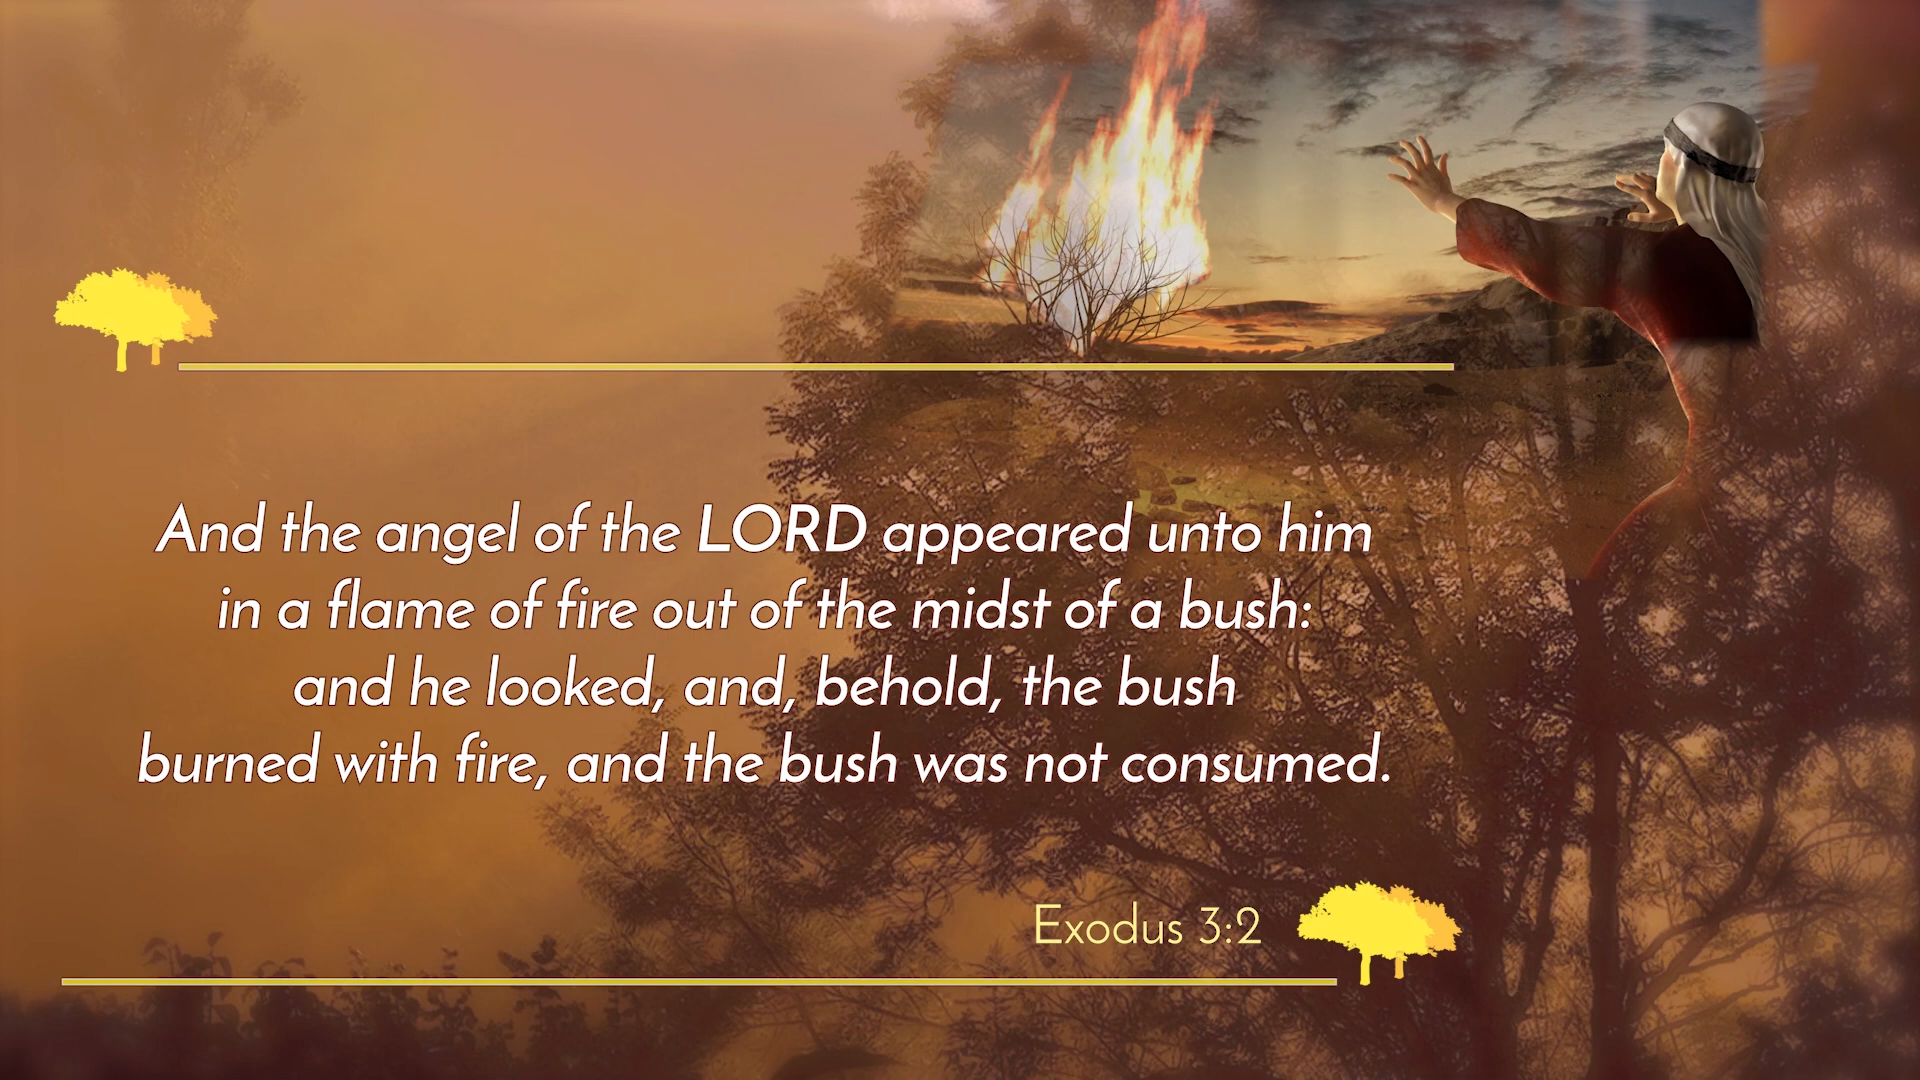 And the angel of the LORD appeared unto him
in a flame of fire out of the midst of a bush:
and he looked, and, behold, the bush
burned with fire, and the bush was not consumed.
Exodus 3:2